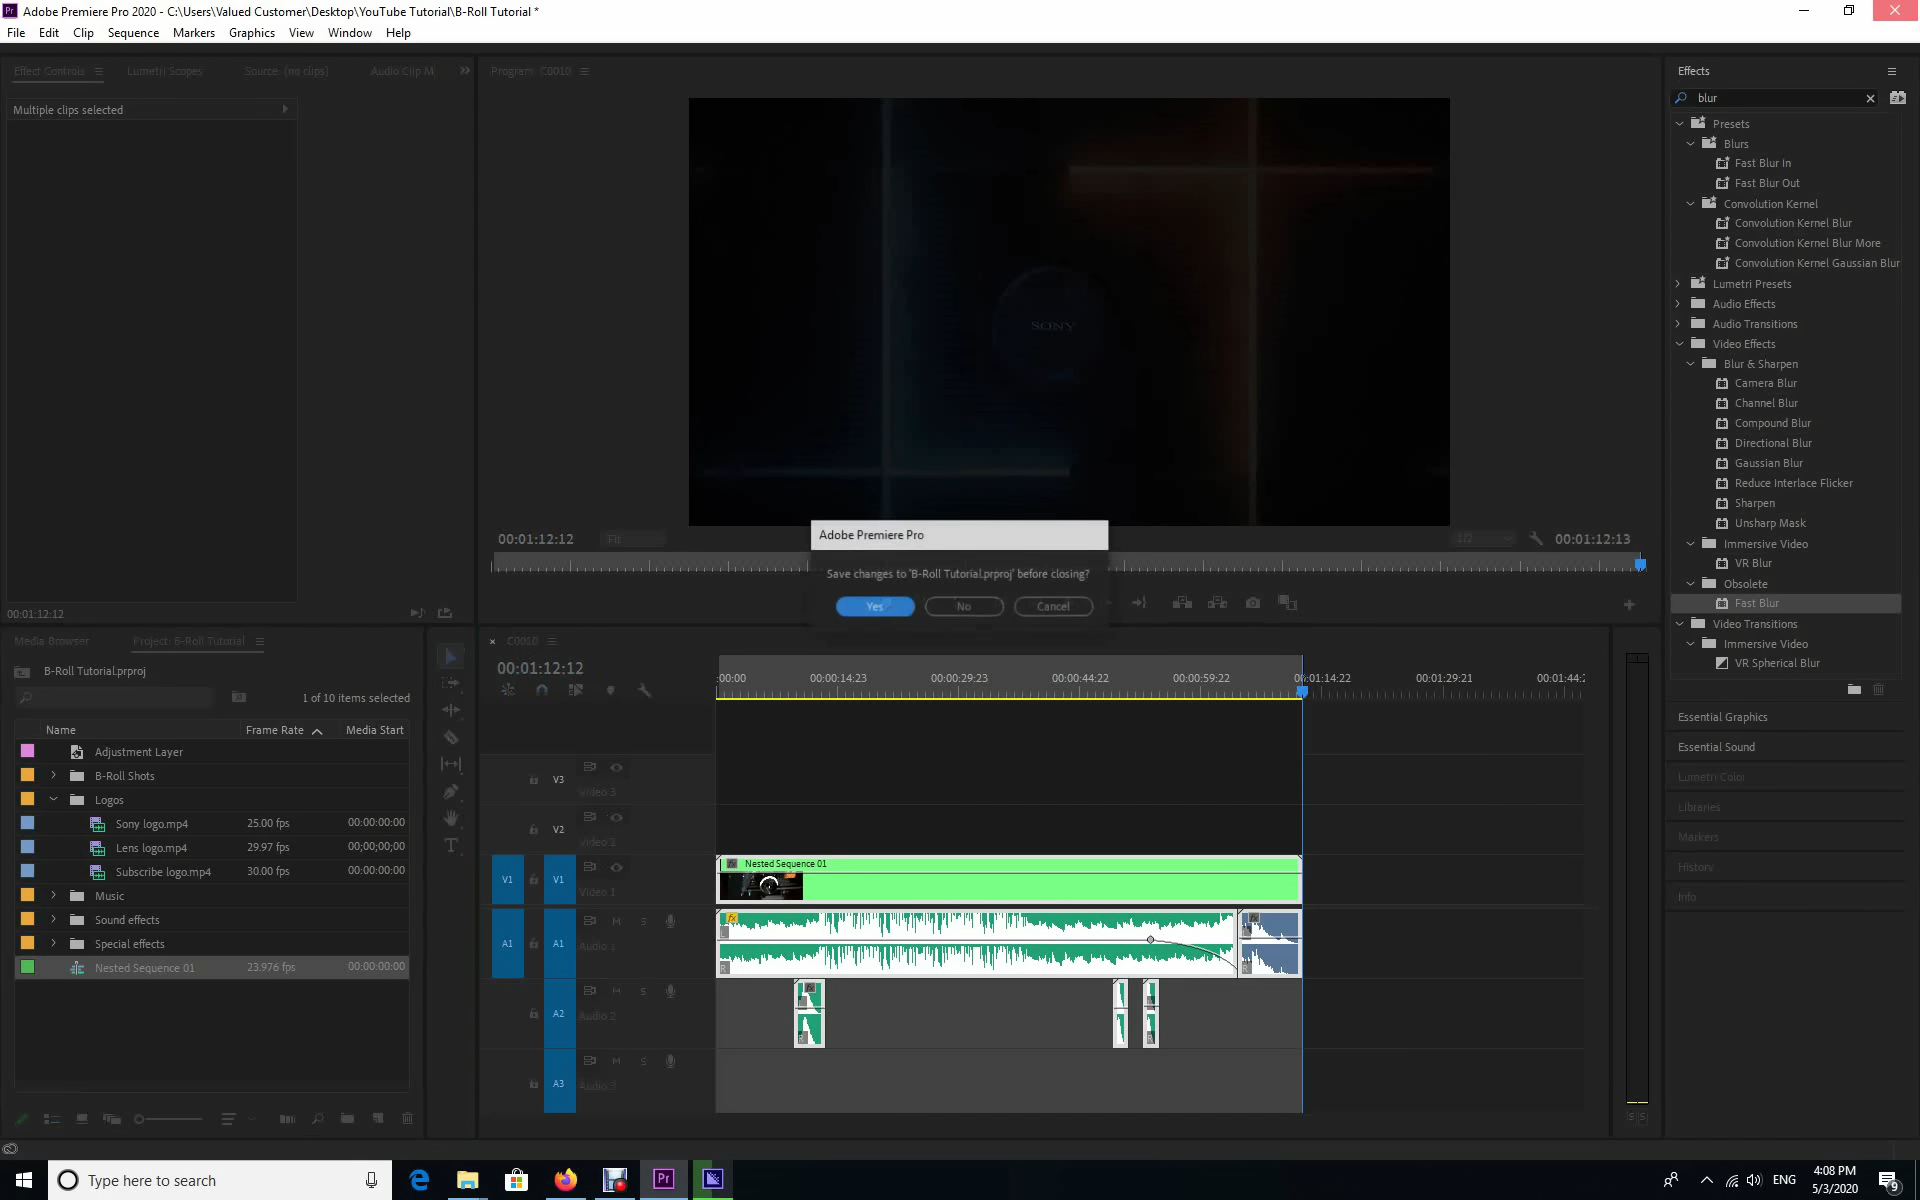 Adobe Premiere Pro 2020 - C:\Users\Valued Customer\Desktop\YouTube Tutorial\B-Roll Tutorial *
File Edit Clip Sequence Markers Graphics View Window Help
Effect Controls Lumetri Scopes Source: (no clips) Audio Clip M
Multiple clips selected
00:01:12:12
Program: C0010
SONY
00:01:12:12 Fit 1/2 00:01:12:13
Adobe Premiere Pro
Save changes to 'B-Roll Tutorial.prproj' before closing?
Yes No Cancel
Effects
blur
Presets
Blurs
Fast Blur In
Fast Blur Out
Convolution Kernel
Convolution Kernel Blur
Convolution Kernel Blur More
Convolution Kernel Gaussian Blur
Lumetri Presets
Audio Effects
Audio Transitions
Video Effects
Blur & Sharpen
Camera Blur
Channel Blur
Compound Blur
Directional Blur
Gaussian Blur
Reduce Interlace Flicker
Sharpen
Unsharp Mask
Immersive Video
VR Blur
Obsolete
Fast Blur
Video Transitions
Immersive Video
VR Spherical Blur
Essential Graphics
Essential Sound
Lumetri Color
Libraries
Markers
History
Info
Media Browser Project: B-Roll Tutorial
B-Roll Tutorial.prproj
1 of 10 items selected
Name Frame Rate Media Start
Adjustment Layer
B-Roll Shots
Logos
Sony logo.mp4 25.00 fps 00:00:00:00
Lens logo.mp4 29.97 fps 00;00;00;00
Subscribe logo.mp4 30.00 fps 00:00:00:00
Music
Sound effects
Special effects
Nested Sequence 01 23.976 fps 00:00:00:00
C0010
00:01:12:12
:00:00 00:00:14:23 00:00:29:23 00:00:44:22 00:00:59:22 00:01:14:22 00:01:29:21 00:01:44:2
V3 Video 3
V2 Video 2
V1 V1 Video 1
Nested Sequence 01
fx
A1 A1 M S Audio 1
fx L R fx R
A2 M S Audio 2
fx R R
A3 M S Audio 3
S S
Type here to search
Pr
ENG
4:08 PM
5/3/2020
9